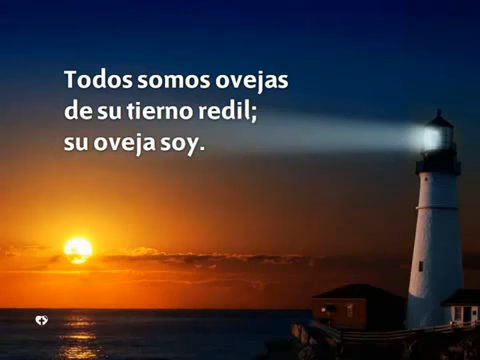 Todos somos ovejas
de su tierno redil;
su oveja soy.